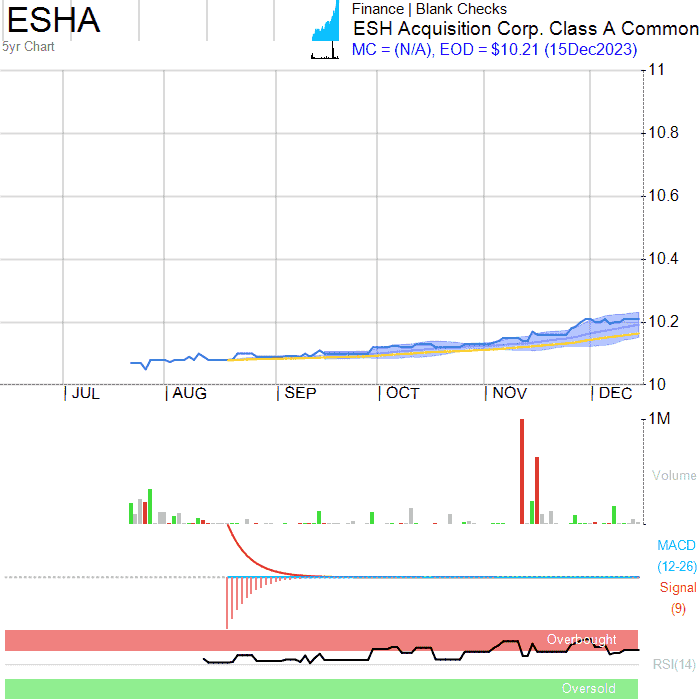 ESHA
5yr Chart
Finance | Blank Checks
ESH Acquisition Corp. Class A Common
MC = (N/A), EOD = $10.21 (15Dec2023)
11
10.8
10.6
10.4
10.2
10
JUL AUG SEP OCT NOV DEC
1M
Volume
MACD
(12-26)
Signal
(9)
Overbought
RSI(14)
Oversold